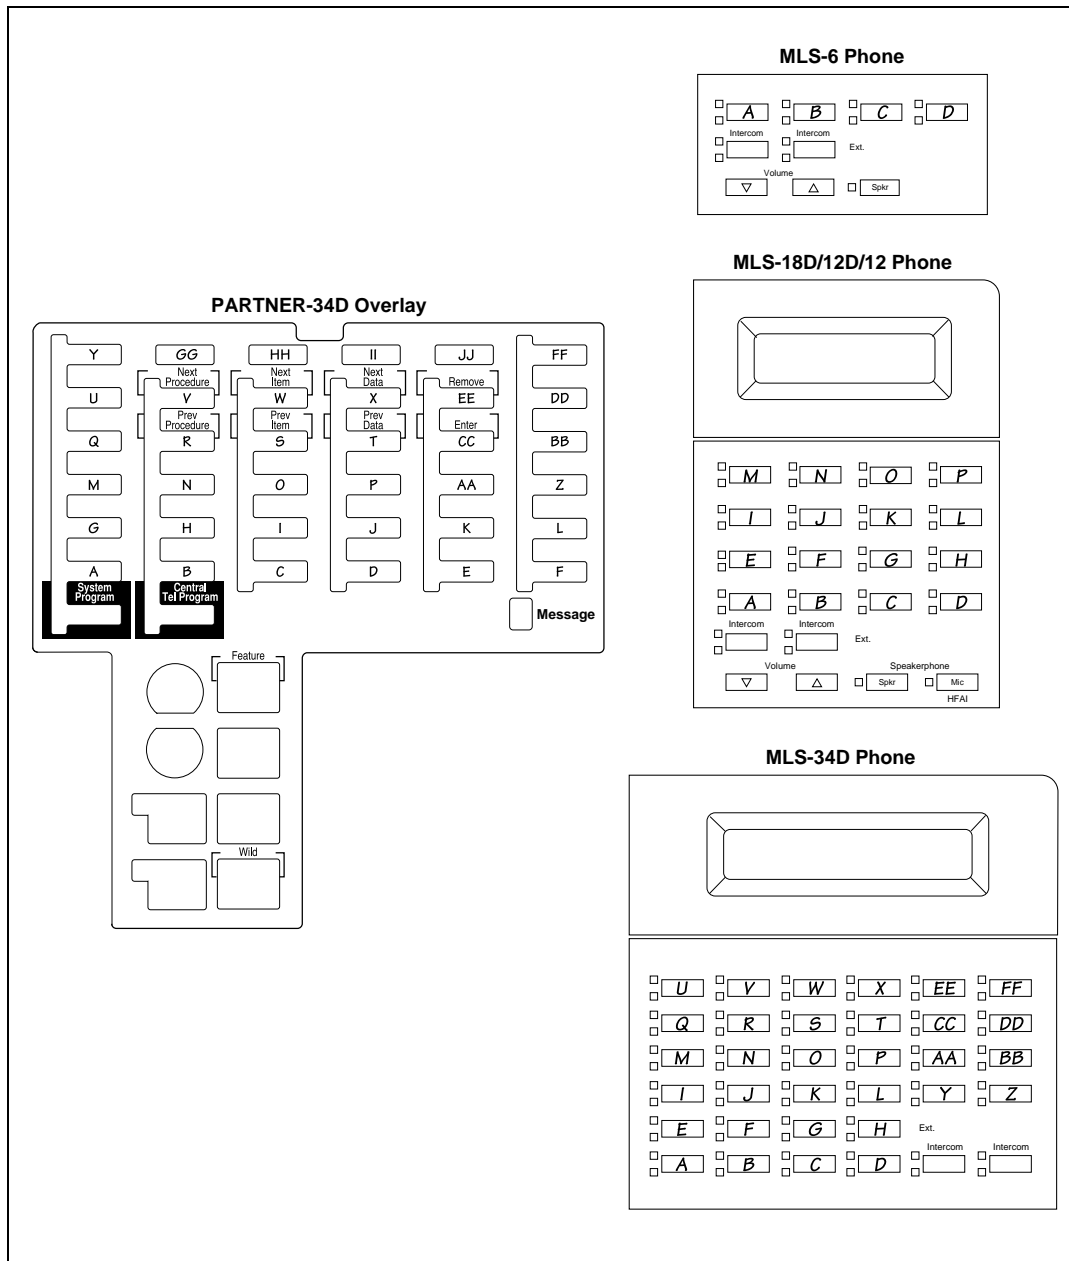 MLS-6 Phone
A B C D
Intercom Intercom
Ext.
Volume
Spkr
MLS-18D/12D/12 Phone
M N O P
I J K L
E F G H
A B C D
Intercom Intercom
Ext.
Volume Speakerphone
Spkr Mic
HFAI
PARTNER-34D Overlay
Y GG HH II JJ FF
Next Procedure Next Item Next Data Remove
U V W X EE DD
Prev Procedure Prev Item Prev Data Enter
Q R S T CC BB
M N O P AA Z
G H I J K L
A B C D E F
System Program Central Tel Program
Message
Feature
Wild
MLS-34D Phone
U V W X EE FF
Q R S T CC DD
M N O P AA BB
I J K L Y Z
E F G H Ext.
Intercom Intercom
A B C D